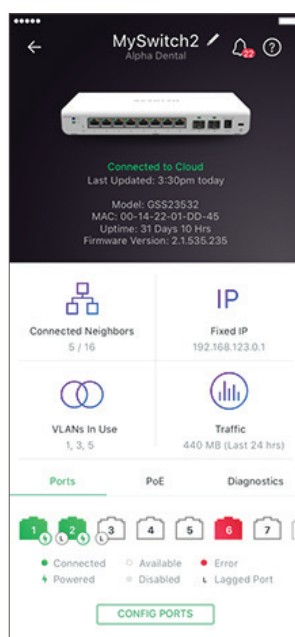 MySwitch2
22
?
Alpha Dental
NETGEAR
Connected to Cloud
Last Updated: 3:30pm today
Model: GSS23532
MAC: 00-14-22-01-DD-45
Uptime: 31 Days 10 Hrs
Firmware Version: 2.1.535.235
IP
Connected Neighbors
Fixed IP
5 / 16
192.168.123.0.1
VLANs In Use
Traffic
1, 3, 5
440 MB (Last 24 hrs)
Ports PoE Diagnostics
1 2 3 4 5 6 7
L L
Connected Available Error
Powered Disabled L Lagged Port
CONFIG PORTS